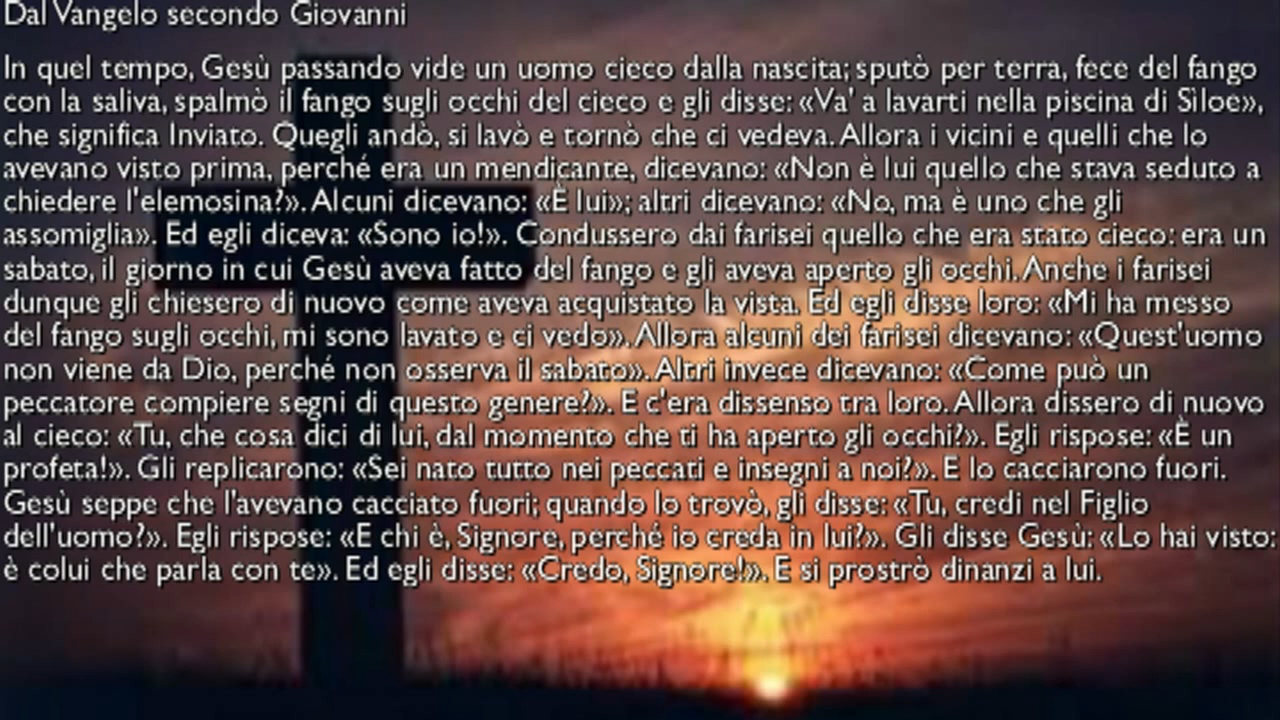 Dal Vangelo secondo Giovanni
In quel tempo, Gesù passando vide un uomo cieco dalla nascita; sputò per terra, fece del fango
con la saliva, spalmò il fango sugli occhi del cieco e gli disse: «Va' a lavarti nella piscina di Sìloe»,
che significa Inviato. Quegli andò, si lavò e tornò che ci vedeva. Allora i vicini e quelli che lo
avevano visto prima, perché era un mendicante, dicevano: «Non è lui quello che stava seduto a
chiedere l'elemosina?». Alcuni dicevano: «È lui»; altri dicevano: «No, ma è uno che gli
assomiglia». Ed egli diceva: «Sono io!». Condussero dai farisei quello che era stato cieco: era un
sabato, il giorno in cui Gesù aveva fatto del fango e gli aveva aperto gli occhi. Anche i farisei
dunque gli chiesero di nuovo come aveva acquistato la vista. Ed egli disse loro: «Mi ha messo
del fango sugli occhi, mi sono lavato e ci vedo». Allora alcuni dei farisei dicevano: «Quest'uomo
non viene da Dio, perché non osserva il sabato». Altri invece dicevano: «Come può un
peccatore compiere segni di questo genere?». E c'era dissenso tra loro. Allora dissero di nuovo
al cieco: «Tu, che cosa dici di lui, dal momento che ti ha aperto gli occhi?». Egli rispose: «È un
profeta!». Gli replicarono: «Sei nato tutto nei peccati e insegni a noi?». E lo cacciarono fuori.
Gesù seppe che l'avevano cacciato fuori; quando lo trovò, gli disse: «Tu, credi nel Figlio
dell'uomo?». Egli rispose: «E chi è, Signore, perché io creda in lui?». Gli disse Gesù: «Lo hai visto:
è colui che parla con te». Ed egli disse: «Credo, Signore!». E si prostrò dinanzi a lui.